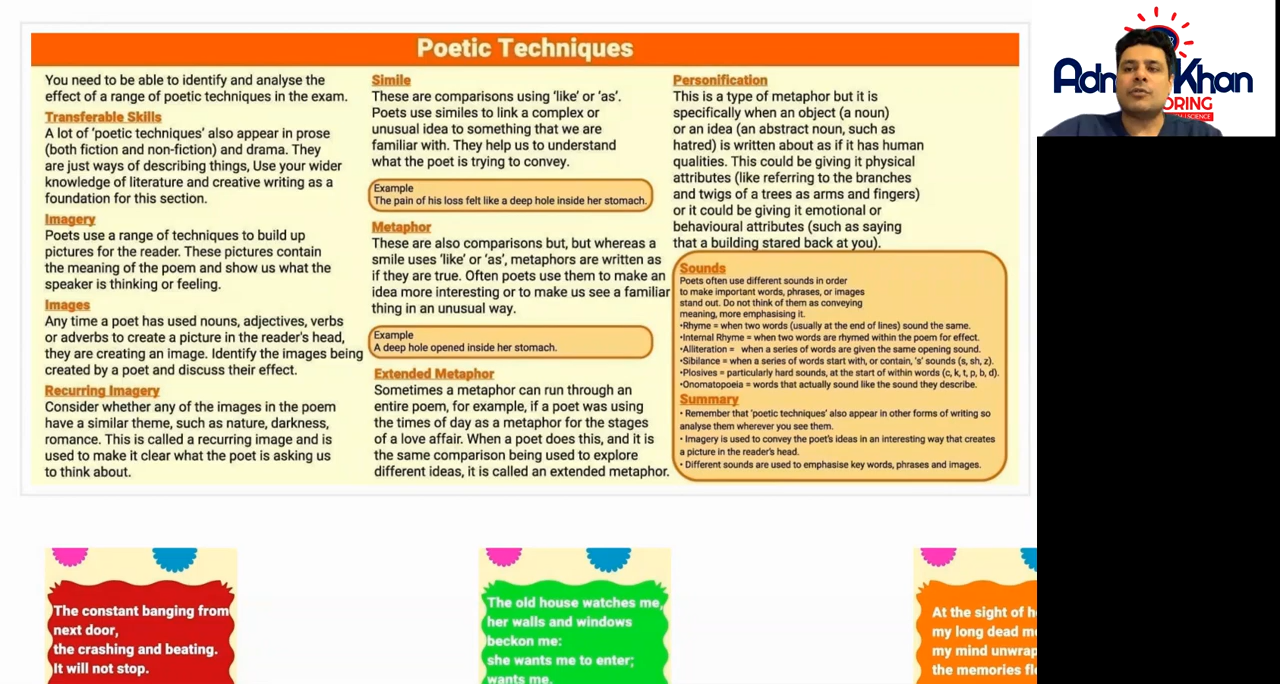 Poetic Techniques
You need to be able to identify and analyse the
effect of a range of poetic techniques in the exam.
Transferable Skills
A lot of ‘poetic techniques’ also appear in prose
(both fiction and non-fiction) and drama. They
are just ways of describing things, Use your wider
knowledge of literature and creative writing as a
foundation for this section.
Imagery
Poets use a range of techniques to build up
pictures for the reader. These pictures contain
the meaning of the poem and show us what the
speaker is thinking or feeling.
Images
Any time a poet has used nouns, adjectives, verbs
or adverbs to create a picture in the reader's head,
they are creating an image. Identify the images being
created by a poet and discuss their effect.
Recurring Imagery
Consider whether any of the images in the poem
have a similar theme, such as nature, darkness,
romance. This is called a recurring image and is
used to make it clear what the poet is asking us
to think about.
Simile
These are comparisons using ‘like’ or ‘as’.
Poets use similes to link a complex or
unusual idea to something that we are
familiar with. They help us to understand
what the poet is trying to convey.
Example
The pain of his loss felt like a deep hole inside her stomach.
Metaphor
These are also comparisons but, but whereas a
smile uses ‘like’ or ‘as’, metaphors are written as
if they are true. Often poets use them to make an
idea more interesting or to make us see a familiar
thing in an unusual way.
Example
A deep hole opened inside her stomach.
Extended Metaphor
Sometimes a metaphor can run through an
entire poem, for example, if a poet was using
the times of day as a metaphor for the stages
of a love affair. When a poet does this, and it is
the same comparison being used to explore
different ideas, it is called an extended metaphor.
Personification
This is a type of metaphor but it is
specifically when an object (a noun)
or an idea (an abstract noun, such as
hatred) is written about as if it has human
qualities. This could be giving it physical
attributes (like referring to the branches
and twigs of a trees as arms and fingers)
or it could be giving it emotional or
behavioural attributes (such as saying
that a building stared back at you).
Sounds
Poets often use different sounds in order
to make important words, phrases, or images
stand out. Do not think of them as conveying
meaning, more emphasising it.
•Rhyme = when two words (usually at the end of lines) sound the same.
•Internal Rhyme = when two words are rhymed within the poem for effect.
•Alliteration = when a series of words are given the same opening sound.
•Sibilance = when a series of words start with, or contain, ‘s’ sounds (s, sh, z).
•Plosives = particularly hard sounds, at the start of within words (c, k, t, p, b, d).
•Onomatopoeia = words that actually sound like the sound they describe.
Summary
• Remember that ‘poetic techniques’ also appear in other forms of writing so
analyse them wherever you see them.
• Imagery is used to convey the poet's ideas in an interesting way that creates
a picture in the reader's head.
• Different sounds are used to emphasise key words, phrases and images.
Khan
The constant banging from
next door,
the crashing and beating.
It will not stop.
The old house watches me,
her walls and windows
beckon me:
she wants me to enter;
wants me.
At the sight of
my long dead
my mind
the memories